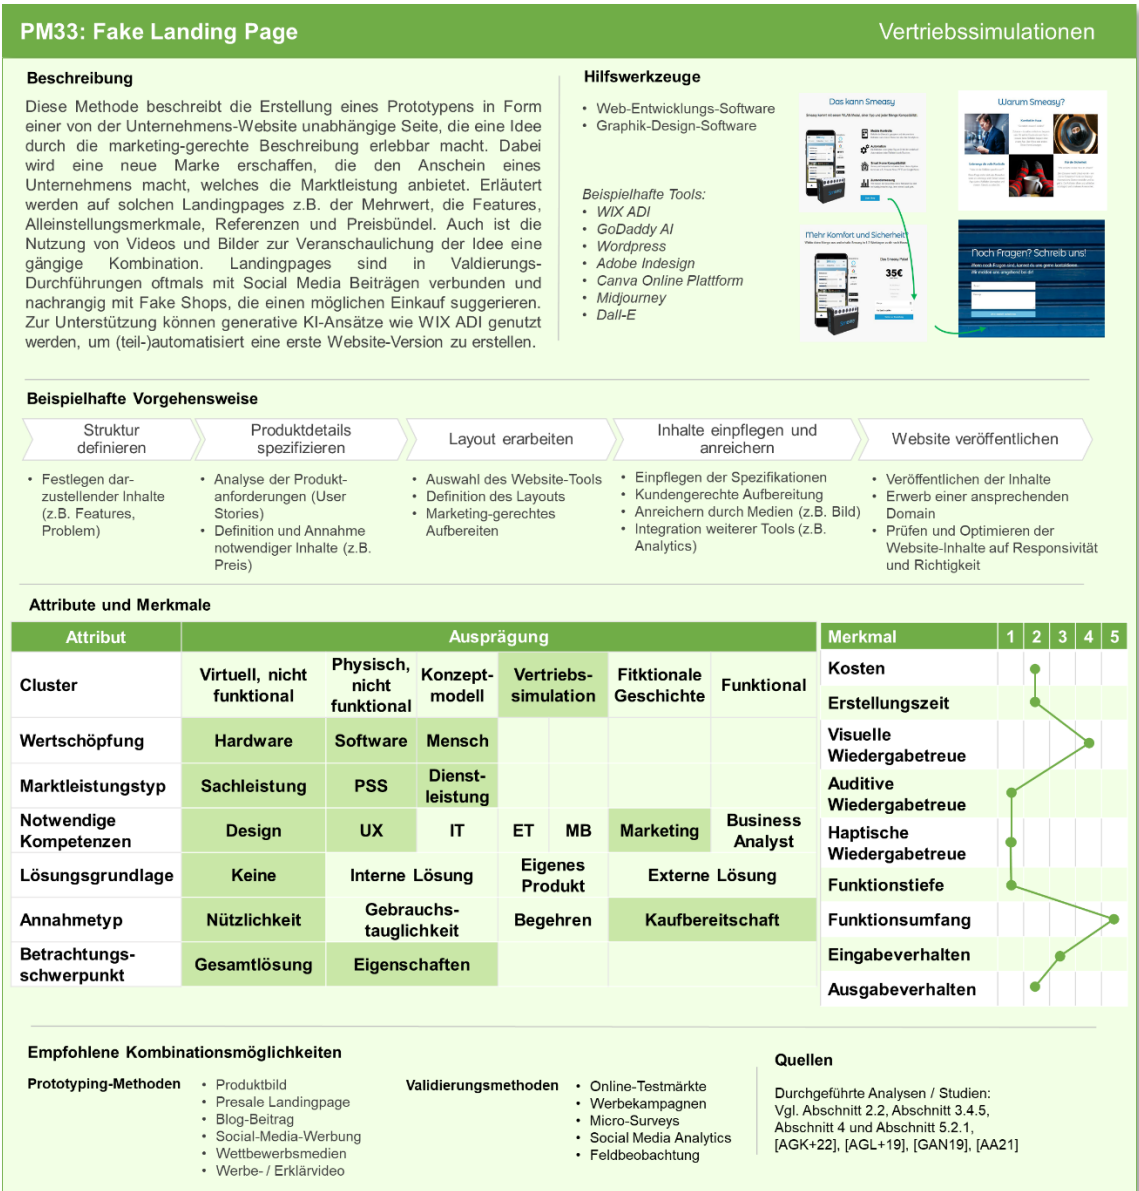 PM33: Fake Landing Page
Vertriebssimulationen
Beschreibung
Diese Methode beschreibt die Erstellung eines Prototypens in Form
einer von der Unternehmens-Website unabhängige Seite, die eine Idee
durch die marketing-gerechte Beschreibung erlebbar macht. Dabei
wird eine neue Marke erschaffen, die den Anschein eines
Unternehmens macht, welches die Marktleistung anbietet. Erläutert
werden auf solchen Landingpages z.B. der Mehrwert, die Features,
Alleinstellungsmerkmale, Referenzen und Preisbündel. Auch ist die
Nutzung von Videos und Bilder zur Veranschaulichung der Idee eine
gängige Kombination. Landingpages sind in Valdierungs-
Durchführungen oftmals mit Social Media Beiträgen verbunden und
nachrangig mit Fake Shops, die einen möglichen Einkauf suggerieren.
Zur Unterstützung können generative KI-Ansätze wie WIX ADI genutzt
werden, um (teil-)automatisiert eine erste Website-Version zu erstellen.
Hilfswerkzeuge
• Web-Entwicklungs-Software
• Graphik-Design-Software
Beispielhafte Tools:
• WIX ADI
• GoDaddy AI
• Wordpress
• Adobe Indesign
• Canva Online Plattform
• Midjourney
• Dall-E
Das kann Smeasy
Warum Smeasy?
Mehr Komfort und Sicherheit?
35€
Noch Fragen? Schreib uns!
Beispielhafte Vorgehensweise
Struktur
definieren
• Festlegen dar-
zustellender Inhalte
(z.B. Features,
Problem)
Produktdetails
spezifizieren
• Analyse der Produkt-
anforderungen (User
Stories)
• Definition und Annahme
notwendiger Inhalte (z.B.
Preis)
Layout erarbeiten
• Auswahl des Website-Tools
• Definition des Layouts
• Marketing-gerechtes
Aufbereiten
Inhalte einpflegen und
anreichern
• Einpflegen der Spezifikationen
• Kundengerechte Aufbereitung
• Anreichern durch Medien (z.B. Bild)
• Integration weiterer Tools (z.B.
Analytics)
Website veröffentlichen
• Veröffentlichen der Inhalte
• Erwerb einer ansprechenden
Domain
• Prüfen und Optimieren der
Website-Inhalte auf Responsivität
und Richtigkeit
Attribute und Merkmale
Attribut Ausprägung
Cluster Virtuell, nicht funktional Physisch, nicht funktional Konzept- modell Vertriebs- simulation Fitktionale Geschichte Funktional
Wertschöpfung Hardware Software Mensch
Marktleistungstyp Sachleistung PSS Dienst- leistung
Notwendige Kompetenzen Design UX IT ET MB Marketing Business Analyst
Lösungsgrundlage Keine Interne Lösung Eigenes Produkt Externe Lösung
Annahmetyp Nützlichkeit Gebrauchs- tauglichkeit Begehren Kaufbereitschaft
Betrachtungs- schwerpunkt Gesamtlösung Eigenschaften
Merkmal 1 2 3 4 5
Kosten
Erstellungszeit
Visuelle
Wiedergabetreue
Auditive
Wiedergabetreue
Haptische
Wiedergabetreue
Funktionstiefe
Funktionsumfang
Eingabeverhalten
Ausgabeverhalten
Empfohlene Kombinationsmöglichkeiten
Prototyping-Methoden
• Produktbild
• Presale Landingpage
• Blog-Beitrag
• Social-Media-Werbung
• Wettbewerbsmedien
• Werbe- / Erklärvideo
Validierungsmethoden
• Online-Testmärkte
• Werbekampagnen
• Micro-Surveys
• Social Media Analytics
• Feldbeobachtung
Quellen
Durchgeführte Analysen / Studien:
Vgl. Abschnitt 2.2, Abschnitt 3.4.5,
Abschnitt 4 und Abschnitt 5.2.1,
[AGK+22], [AGL+19], [GAN19], [AA21]